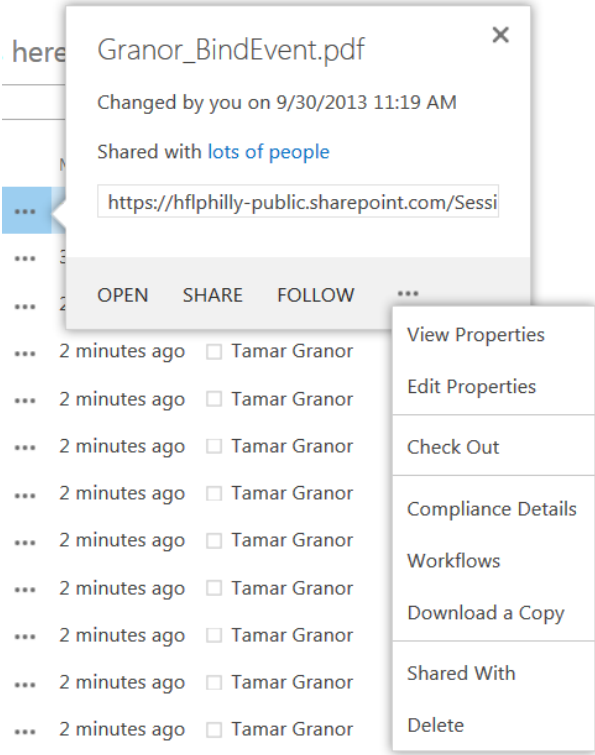 here
Granor_BindEvent.pdf
Changed by you on 9/30/2013 11:19 AM
Shared with lots of people
https://hflphilly-public.sharepoint.com/Sessi
OPEN SHARE FOLLOW
2 minutes ago Tamar Granor
2 minutes ago Tamar Granor
2 minutes ago Tamar Granor
2 minutes ago Tamar Granor
2 minutes ago Tamar Granor
2 minutes ago Tamar Granor
2 minutes ago Tamar Granor
2 minutes ago Tamar Granor
2 minutes ago Tamar Granor
View Properties
Edit Properties
Check Out
Compliance Details
Workflows
Download a Copy
Shared With
Delete